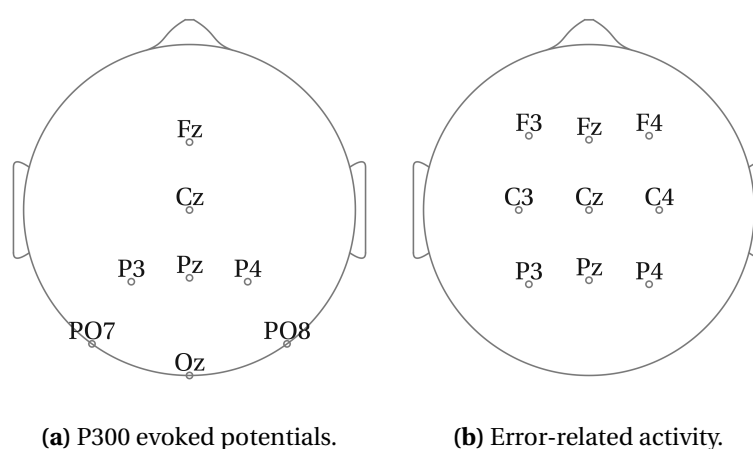 Fz
Cz
P3 Pz P4
PO7 PO8
Oz
(a) P300 evoked potentials.
F3 Fz F4
C3 Cz C4
P3 Pz P4
(b) Error-related activity.